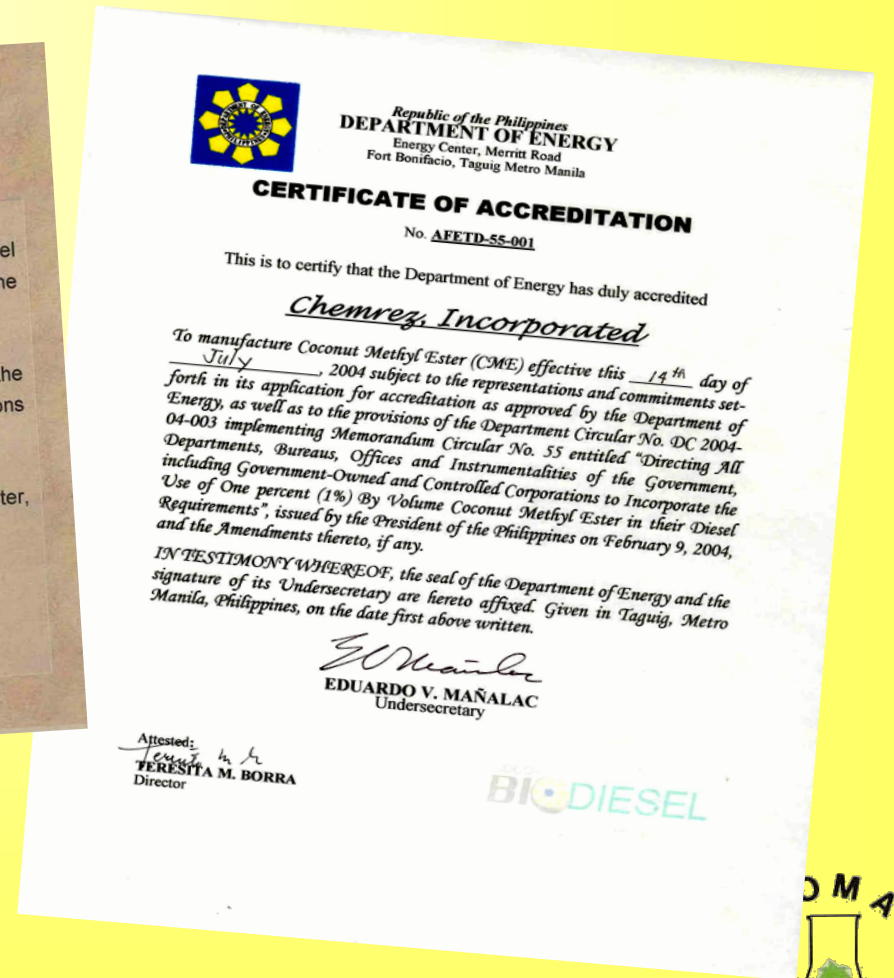 el
he
the
ons
ter,
DEPARTMENT OF ENERGY
PHILIPPINES
Republic of the Philippines
DEPARTMENT OF ENERGY
Energy Center, Merritt Road
Fort Bonifacio, Taguig Metro Manila
CERTIFICATE OF ACCREDITATION
No. AFETD-55-001
This is to certify that the Department of Energy has duly accredited
Chemrez, Incorporated
To manufacture Coconut Methyl Ester (CME) effective this 14th day of
July, 2004 subject to the representations and commitments set-
forth in its application for accreditation as approved by the Department of
Energy, as well as to the provisions of the Department Circular No. DC 2004-
04-003 implementing Memorandum Circular No. 55 entitled “Directing All
Departments, Bureaus, Offices and Instrumentalities of the Government,
including Government-Owned and Controlled Corporations to Incorporate the
Use of One percent (1%) By Volume Coconut Methyl Ester in their Diesel
Requirements”, issued by the President of the Philippines on February 9, 2004,
and the Amendments thereto, if any.
IN TESTIMONY WHEREOF, the seal of the Department of Energy and the
signature of its Undersecretary are hereto affixed. Given in Taguig, Metro
Manila, Philippines, on the date first above written.
EDUARDO V. MAÑALAC
Undersecretary
Attested:
TERESITA M. BORRA
Director
BIODIESEL
OMA